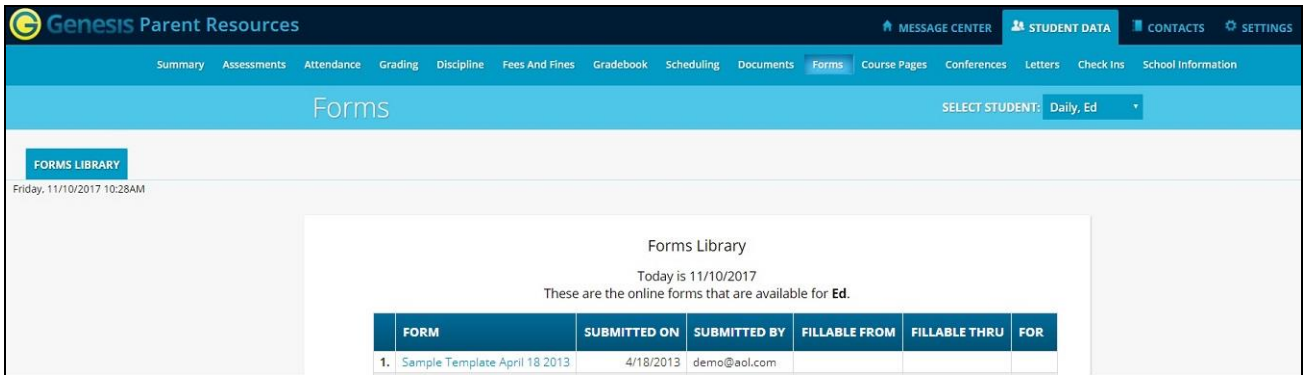 Genesis Parent Resources MESSAGE CENTER STUDENT DATA CONTACTS SETTINGS
Summary Assessments Attendance Grading Discipline Fees And Fines Gradebook Scheduling Documents Forms Course Pages Conferences Letters Check Ins School Information
Forms SELECT STUDENT: Daily, Ed
FORMS LIBRARY
Friday, 11/10/2017 10:28AM
Forms Library
Today is 11/10/2017
These are the online forms that are available for Ed.
FORM SUBMITTED ON SUBMITTED BY FILLABLE FROM FILLABLE THRU FOR
1. Sample Template April 18 2013 4/18/2013 demo@aol.com